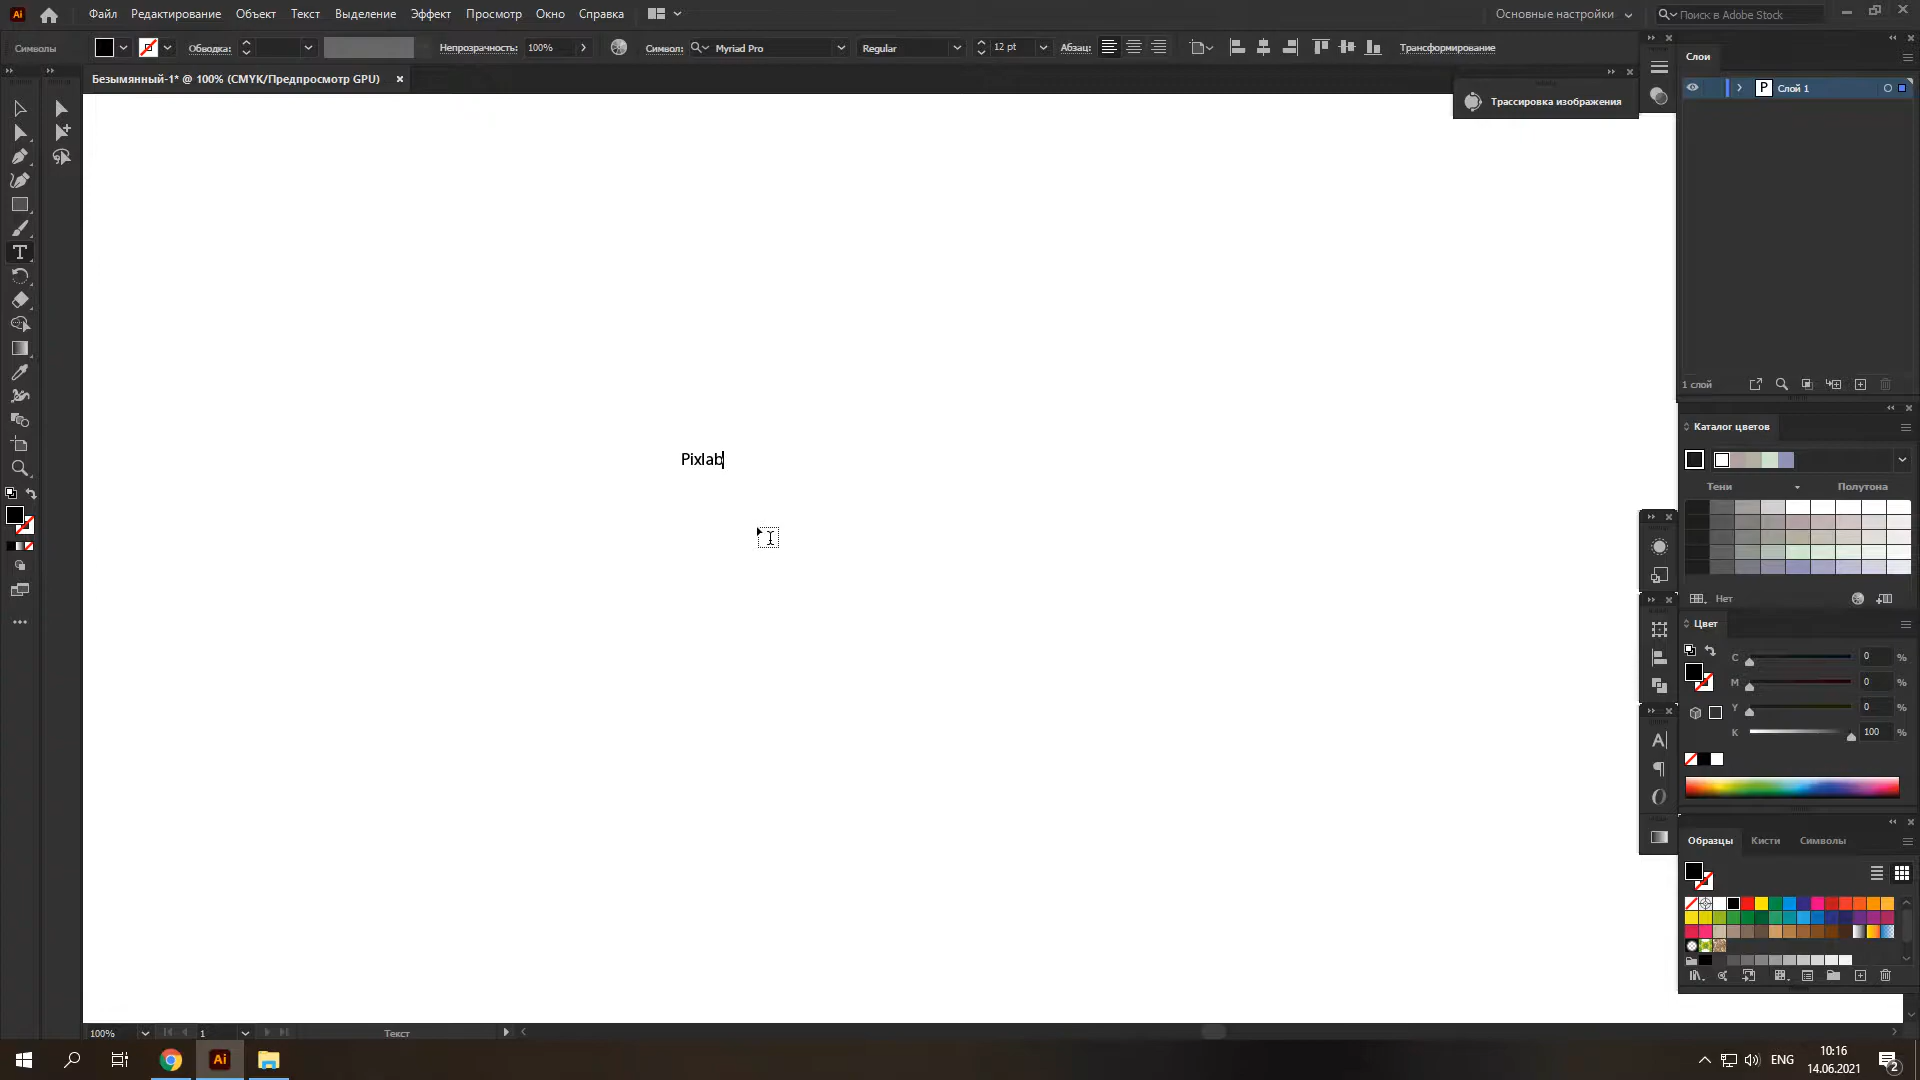 Ai
Файл Редактирование Объект Текст Выделение Эффект Просмотр Окно Справка
Основные настройки
Поиск в Adobe Stock
Символы
Обводка:
Непрозрачность: 100%
Символ: Myriad Pro
Regular
12 pt
Абзац:
Трансформирование
Безымянный-1* @ 100% (CMYK/Предпросмотр GPU)
Трассировка изображения
Слои
P Слой 1
Pixlab
1 слой
Каталог цветов
Тени
Полутона
Нет
Цвет
C 0 %
M 0 %
Y 0 %
K 100 %
Образцы Кисти Символы
100% 1 Текст
Ai
ENG
10:16
14.06.2021
2